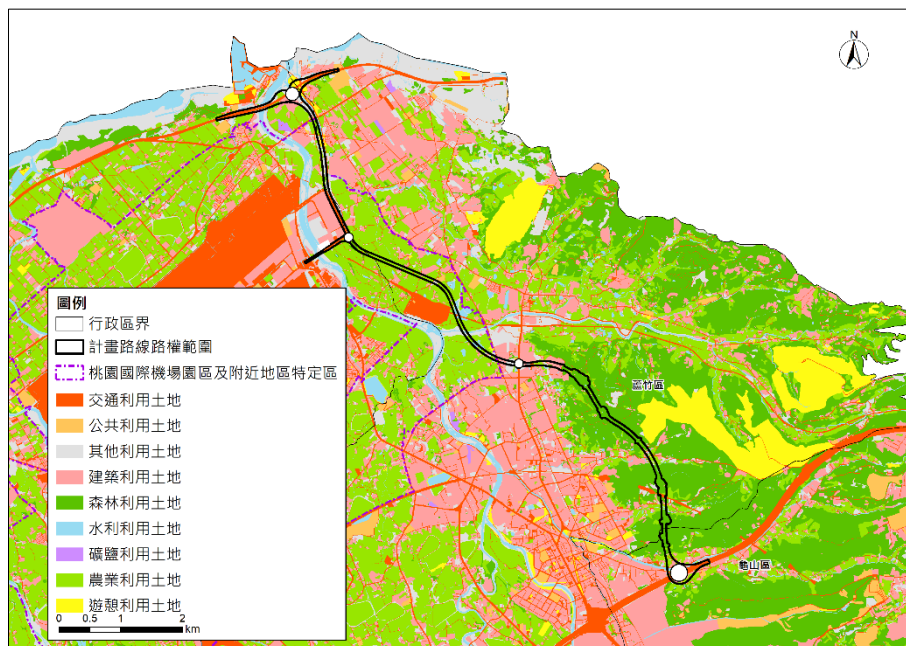 N
蘆竹區
龜山區
圖例
行政區界
計畫路線路權範圍
桃園國際機場園區及附近地區特定區
交通利用土地
公共利用土地
其他利用土地
建築利用土地
森林利用土地
水利利用土地
礦鹽利用土地
農業利用土地
遊憩利用土地
0 0.5 1 2
km